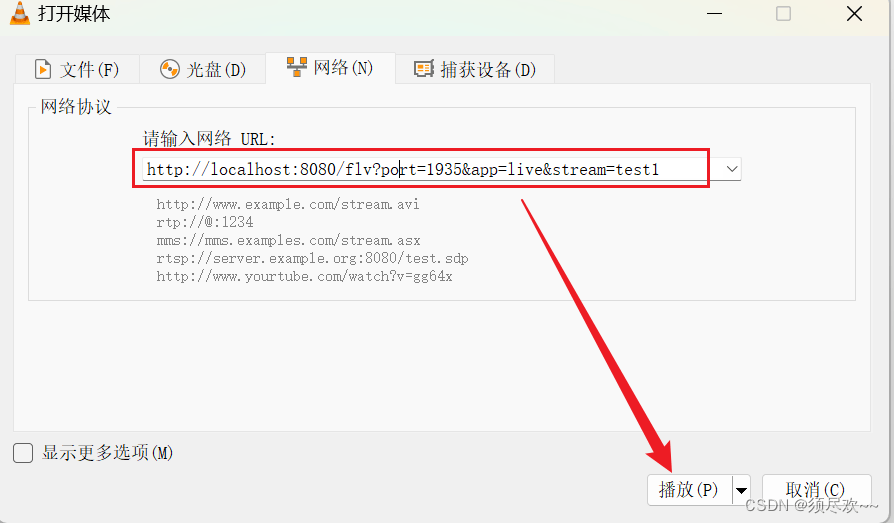 打开媒体
文件(F) 光盘(D) 网络(N) 捕获设备(D)
网络协议
请输入网络 URL:
http://localhost:8080/flv?port=1935&app=live&stream=test1
http://www.example.com/stream.avi
rtp://@:1234
mms://mms.examples.com/stream.asx
rtsp://server.example.org:8080/test.sdp
http://www.yourtube.com/watch?v=gg64x
显示更多选项(M)
播放(P) 取消(C)
CSDN @须尽欢~~